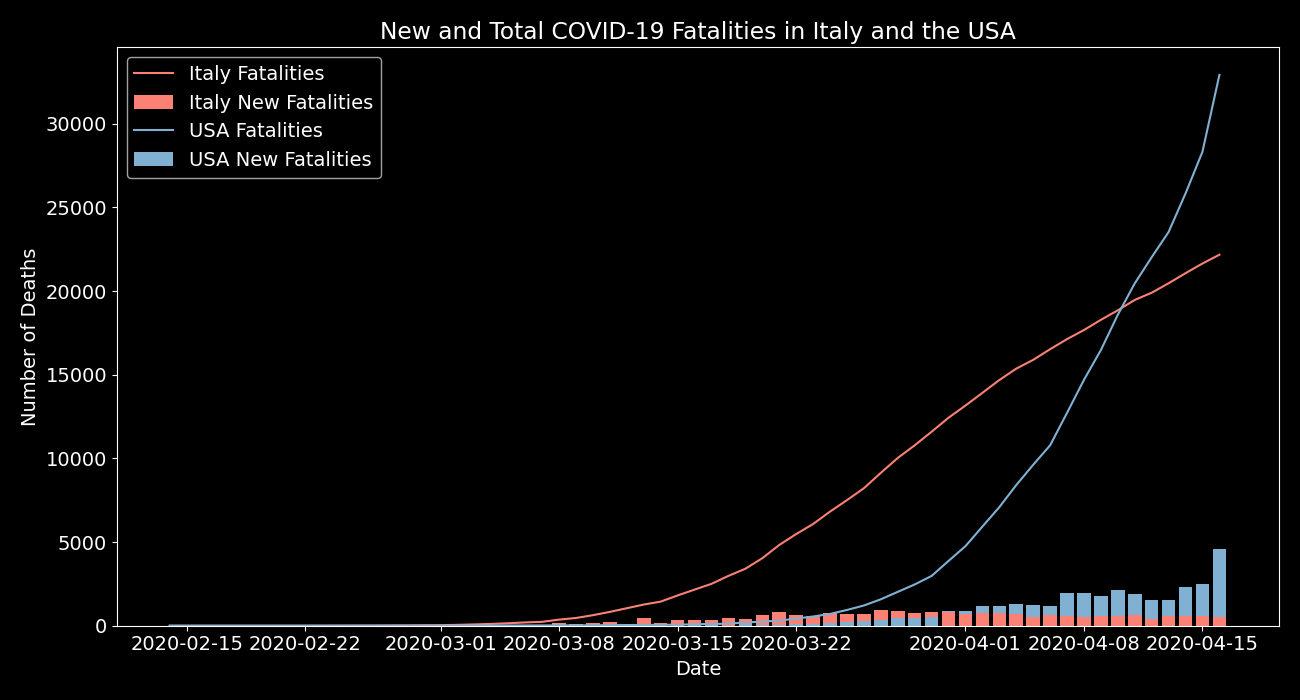 New and Total COVID-19 Fatalities in Italy and the USA
Italy Fatalities
Italy New Fatalities
USA Fatalities
USA New Fatalities
Number of Deaths
30000
25000
20000
15000
10000
5000
0
2020-02-15 2020-02-22 2020-03-01 2020-03-08 2020-03-15 2020-03-22 2020-04-01 2020-04-08 2020-04-15
Date